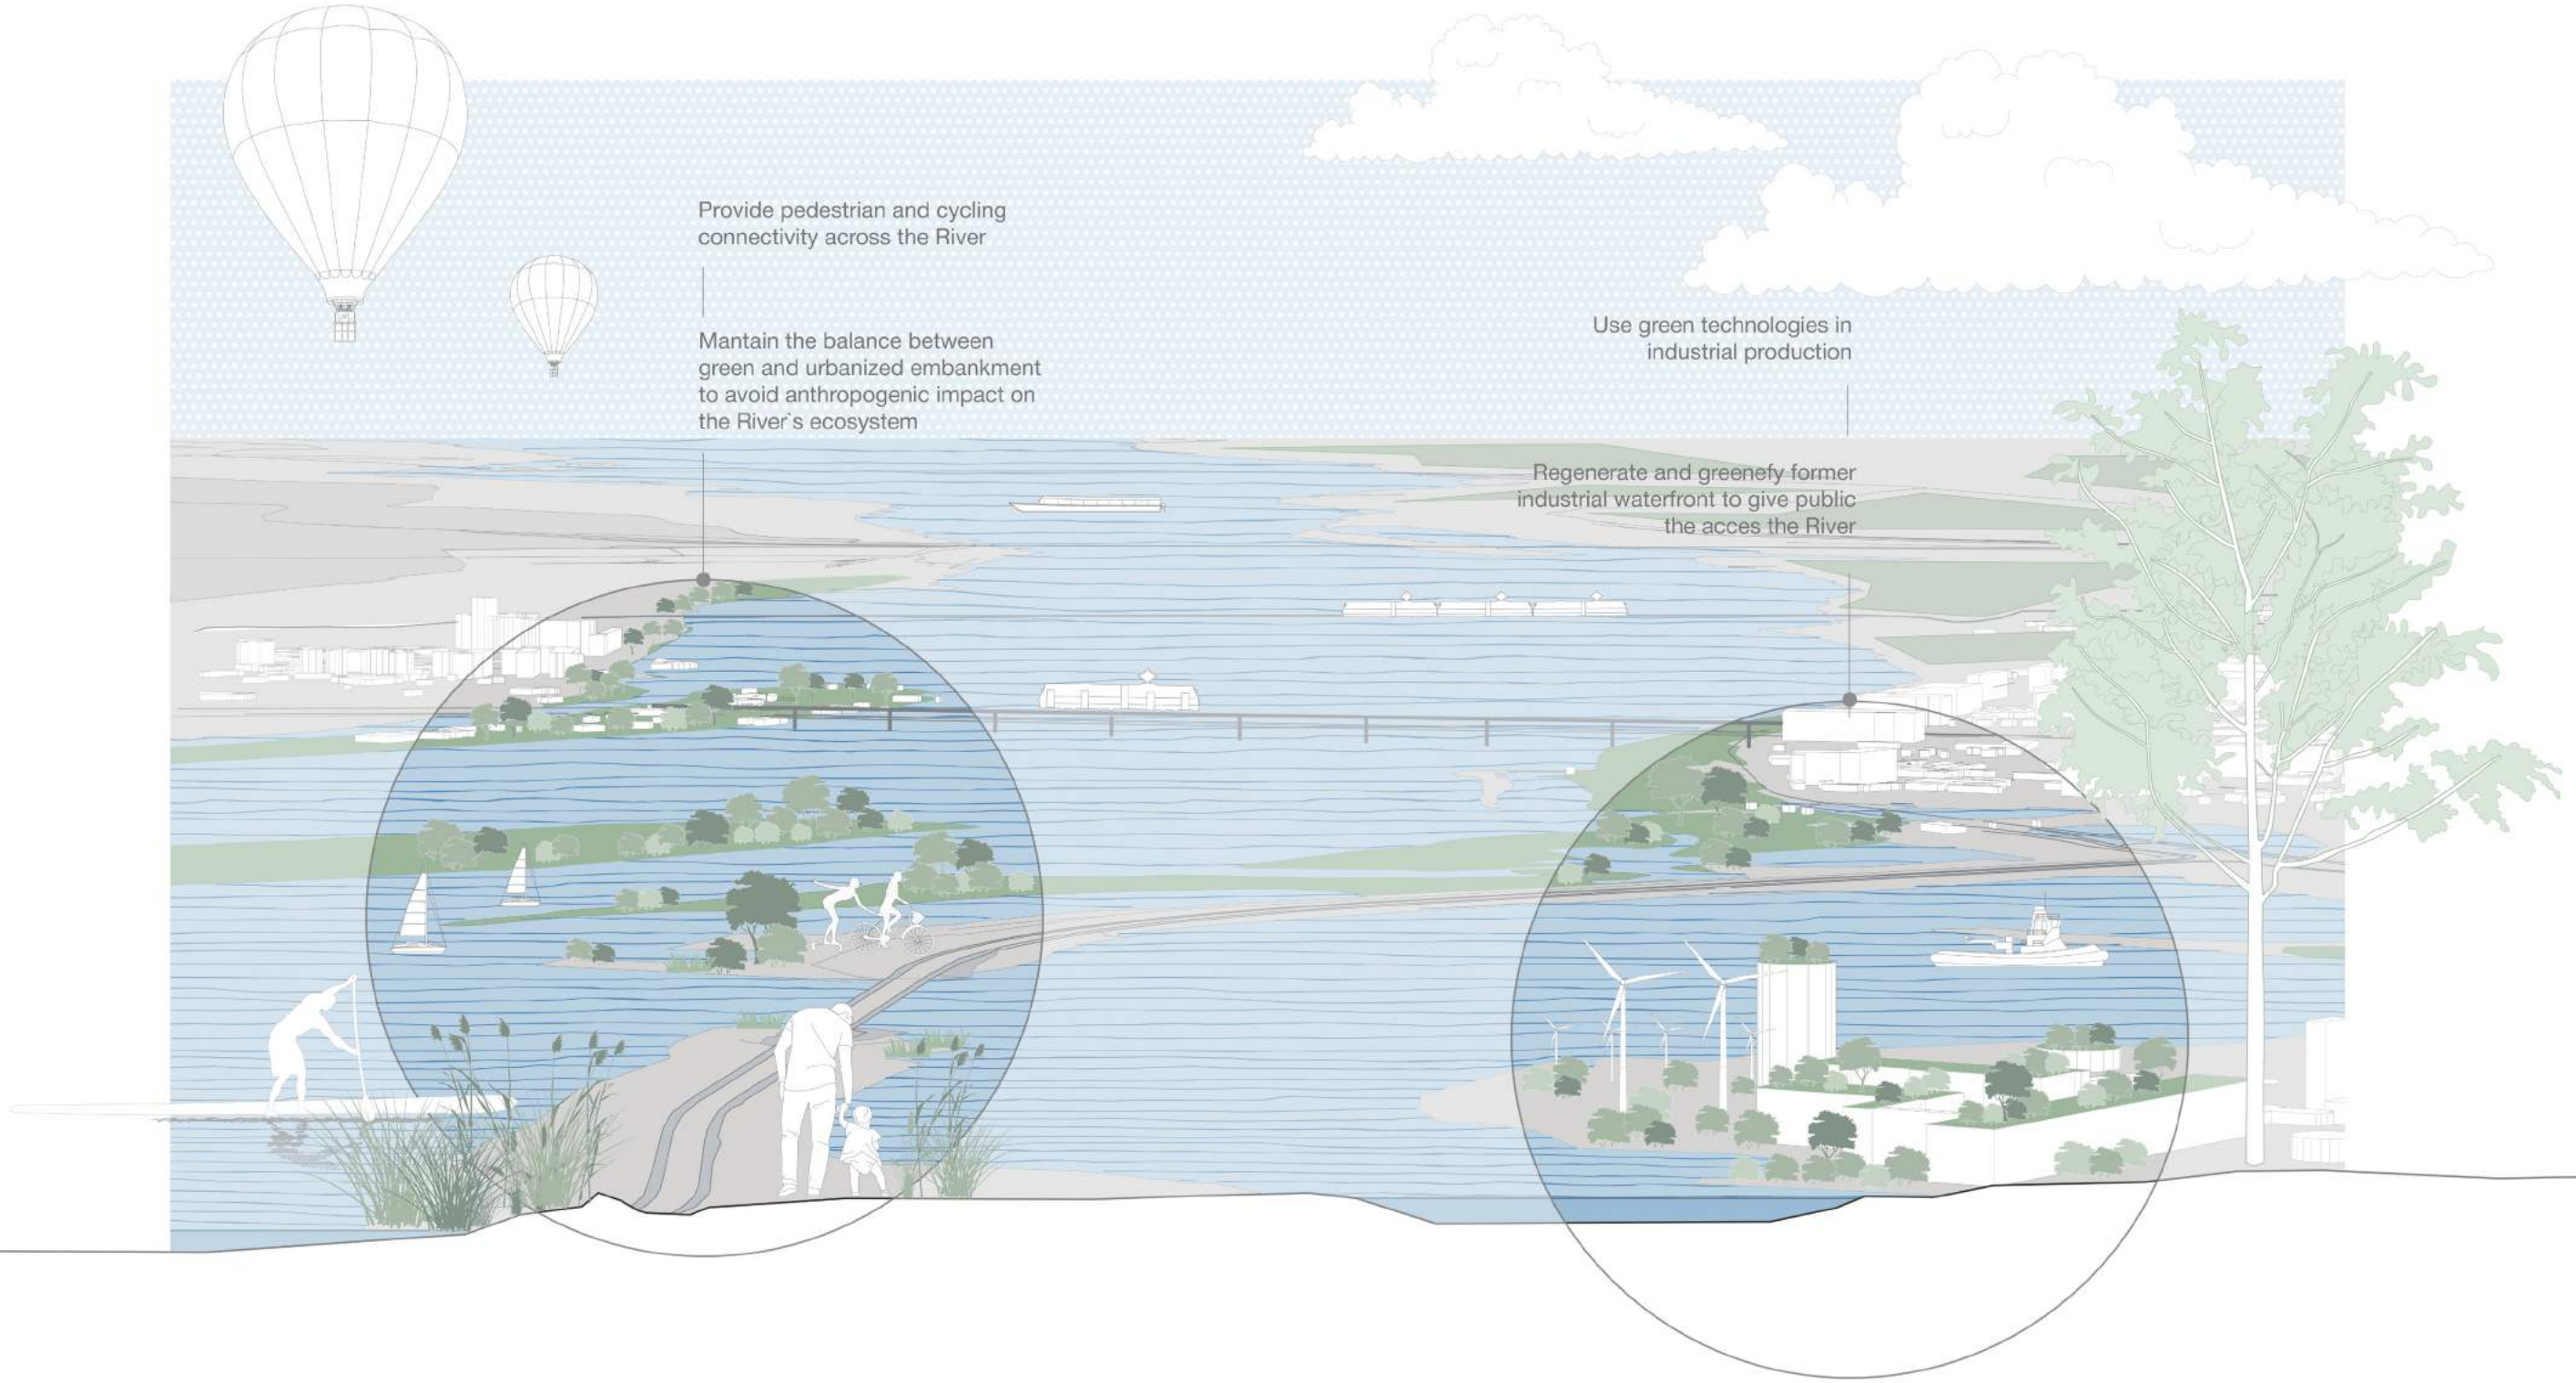 Provide pedestrian and cycling
connectivity across the River
Mantain the balance between
green and urbanized embankment
to avoid anthropogenic impact on
the River`s ecosystem
Use green technologies in
industrial production
Regenerate and greenefy former
industrial waterfront to give public
the acces the River